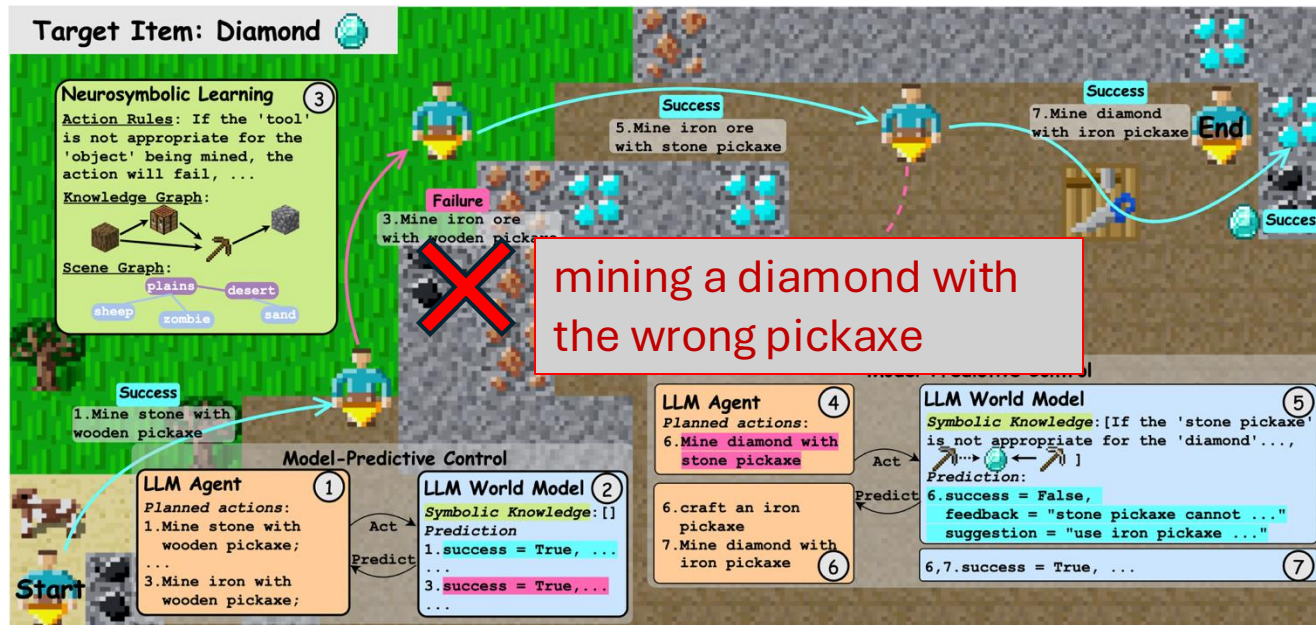 Target Item: Diamond
Neurosymbolic Learning
3
Action Rules: If the 'tool'
is not appropriate for the
'object' being mined, the
action will fail, ...
Knowledge Graph:
Scene Graph:
plains
desert
sheep
zombie
sand
Success
5.Mine iron ore
with stone pickaxe
Success
7.Mine diamond
with iron pickaxe
End
Success
Failure
3.Mine iron ore
with wooden pickaxe
mining a diamond with
the wrong pickaxe
Success
1.Mine stone with
wooden pickaxe
Start
Model-Predictive Control
LLM Agent
1
Planned actions:
1.Mine stone with
wooden pickaxe;
...
3.Mine iron with
wooden pickaxe;
Act
Predict
LLM World Model
2
Symbolic Knowledge:[]
Prediction
1.success = True, ...
...
3.success = True,...
...
Control
LLM Agent
4
Planned actions:
6.Mine diamond with
stone pickaxe
Act
Predict
6.craft an iron
pickaxe
7.Mine diamond with
iron pickaxe
6
LLM World Model
5
Symbolic Knowledge:[If the 'stone pickaxe'
is not appropriate for the 'diamond'...,
]
Prediction:
6.success = False,
feedback = "stone pickaxe cannot ..."
suggestion = "use iron pickaxe ..."
6,7.success = True, ...
7